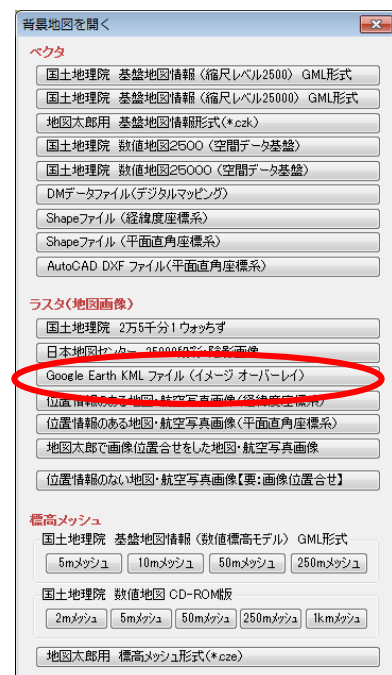 背景地図を開く
ベクタ
国土地理院 基盤地図情報（縮尺レベル2500） GML形式
国土地理院 基盤地図情報（縮尺レベル25000） GML形式
地図太郎用 基盤地図情報形式(*.czk)
国土地理院 数値地図2500（空間データ基盤）
国土地理院 数値地図25000（空間データ基盤）
DMデータファイル（デジタルマッピング）
Shapeファイル（経緯度座標系）
Shapeファイル（平面直角座標系）
AutoCAD DXF ファイル（平面直角座標系）
ラスタ（地図画像）
国土地理院 2万5千分1 ウォッちず
日本地図センター 25000段彩・陰影画像
Google Earth KML ファイル（イメージ オーバーレイ）
位置情報のある地図・航空写真画像（経緯度座標系）
位置情報のある地図・航空写真画像（平面直角座標系）
地図太郎で画像位置合せをした地図・航空写真画像
位置情報のない地図・航空写真画像【要：画像位置合せ】
標高メッシュ
国土地理院 基盤地図情報（数値標高モデル） GML形式
5mメッシュ 10mメッシュ 50mメッシュ 250mメッシュ
国土地理院 数値地図 CD-ROM版
2mメッシュ 5mメッシュ 50mメッシュ 250mメッシュ 1kmメッシュ
地図太郎用 標高メッシュ形式(*.cze)